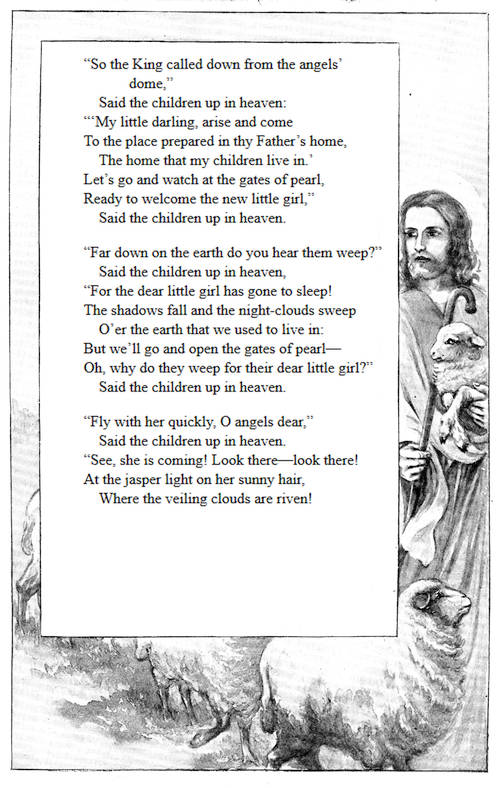 “So the King called down from the angels’
dome,”
Said the children up in heaven:
“‘My little darling, arise and come
To the place prepared in thy Father’s home,
The home that my children live in.’
Let’s go and watch at the gates of pearl,
Ready to welcome the new little girl,”
Said the children up in heaven.
“Far down on the earth do you hear them weep?”
Said the children up in heaven,
“For the dear little girl has gone to sleep!
The shadows fall and the night-clouds sweep
O’er the earth that we used to live in:
But we’ll go and open the gates of pearl—
Oh, why do they weep for their dear little girl?”
Said the children up in heaven.
“Fly with her quickly, O angels dear,”
Said the children up in heaven.
“See, she is coming! Look there—look there!
At the jasper light on her sunny hair,
Where the veiling clouds are riven!